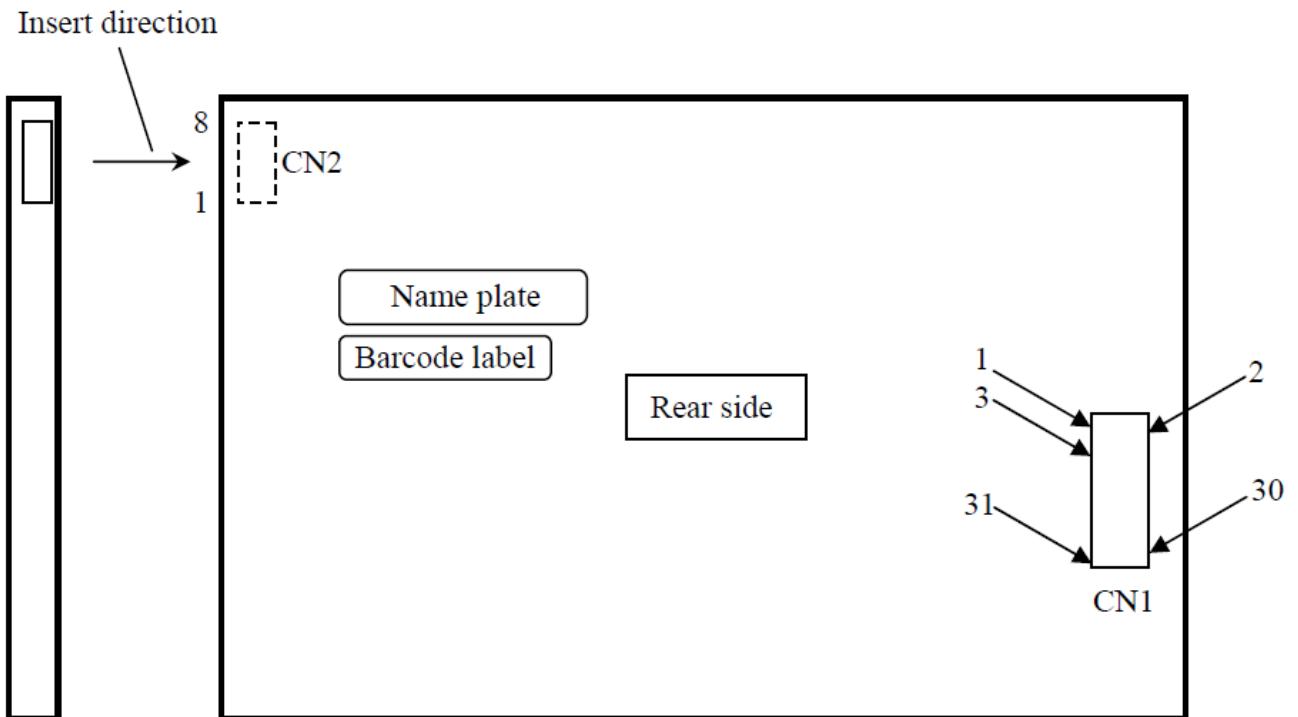 Insert direction
8
CN2
1
Name plate
Barcode label
Rear side
1
2
3
31
30
CN1